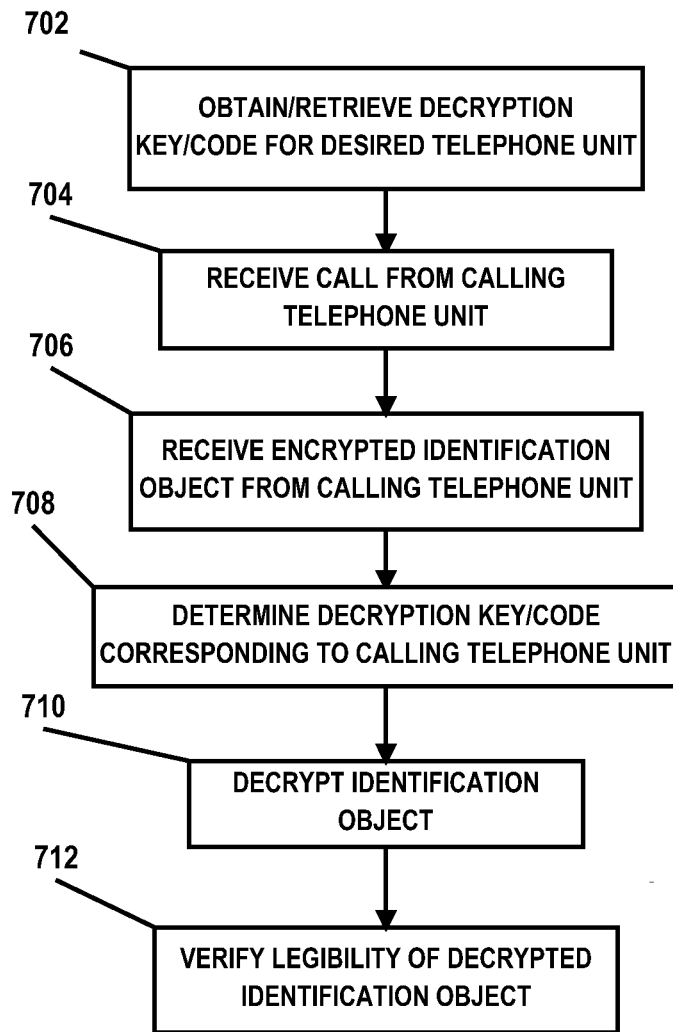 702
OBTAIN/RETRIEVE DECRYPTION
KEY/CODE FOR DESIRED TELEPHONE UNIT
704
RECEIVE CALL FROM CALLING
TELEPHONE UNIT
706
RECEIVE ENCRYPTED IDENTIFICATION
OBJECT FROM CALLING TELEPHONE UNIT
708
DETERMINE DECRYPTION KEY/CODE
CORRESPONDING TO CALLING TELEPHONE UNIT
710
DECRYPT IDENTIFICATION
OBJECT
712
VERIFY LEGIBILITY OF DECRYPTED
IDENTIFICATION OBJECT